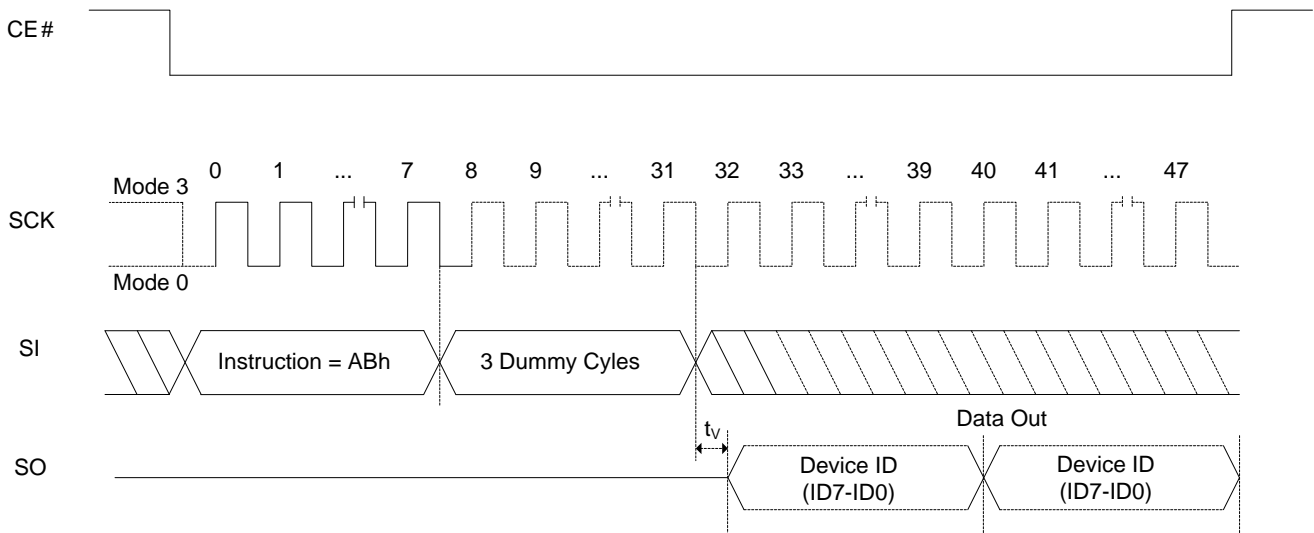 CE#
0 1 ... 7 8 9 ... 31 32 33 ... 39 40 41 ... 47
Mode 3
SCK
Mode 0
SI
Instruction = ABh
3 Dummy Cyles
tV
Data Out
SO
Device ID
(ID7-ID0)
Device ID
(ID7-ID0)